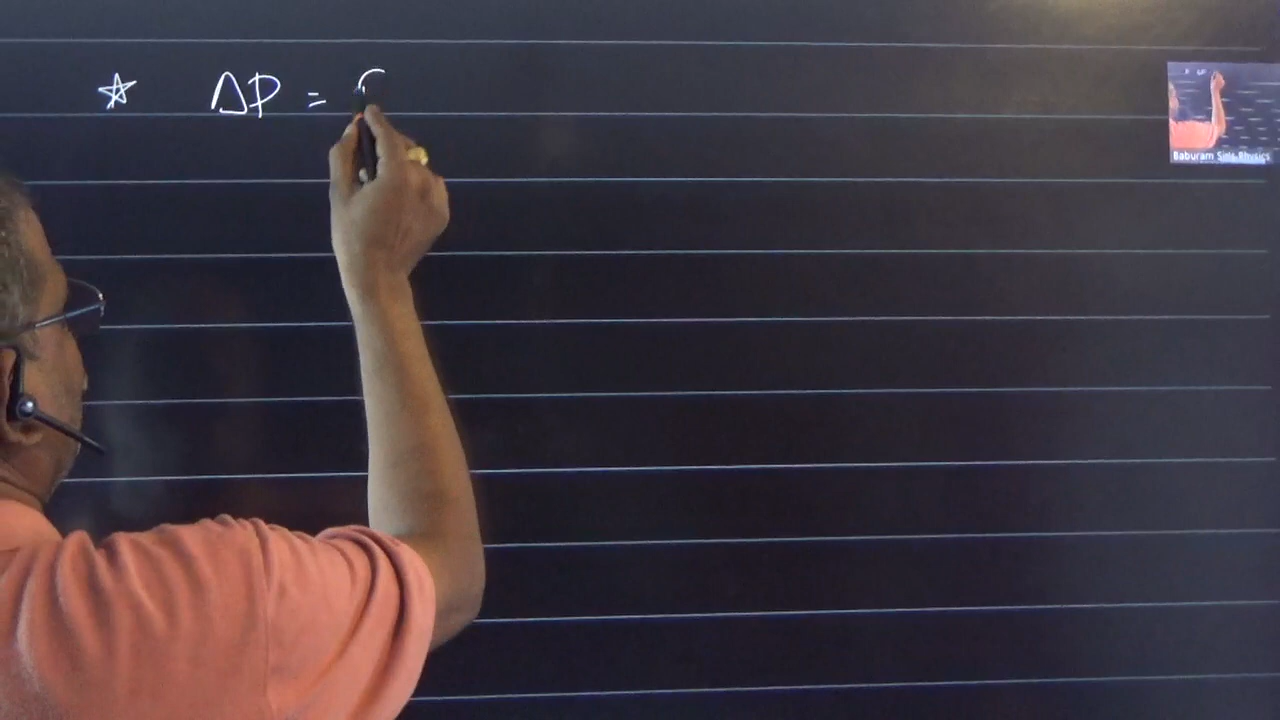 ☆ ΔP =
Baburam Sir's Physics